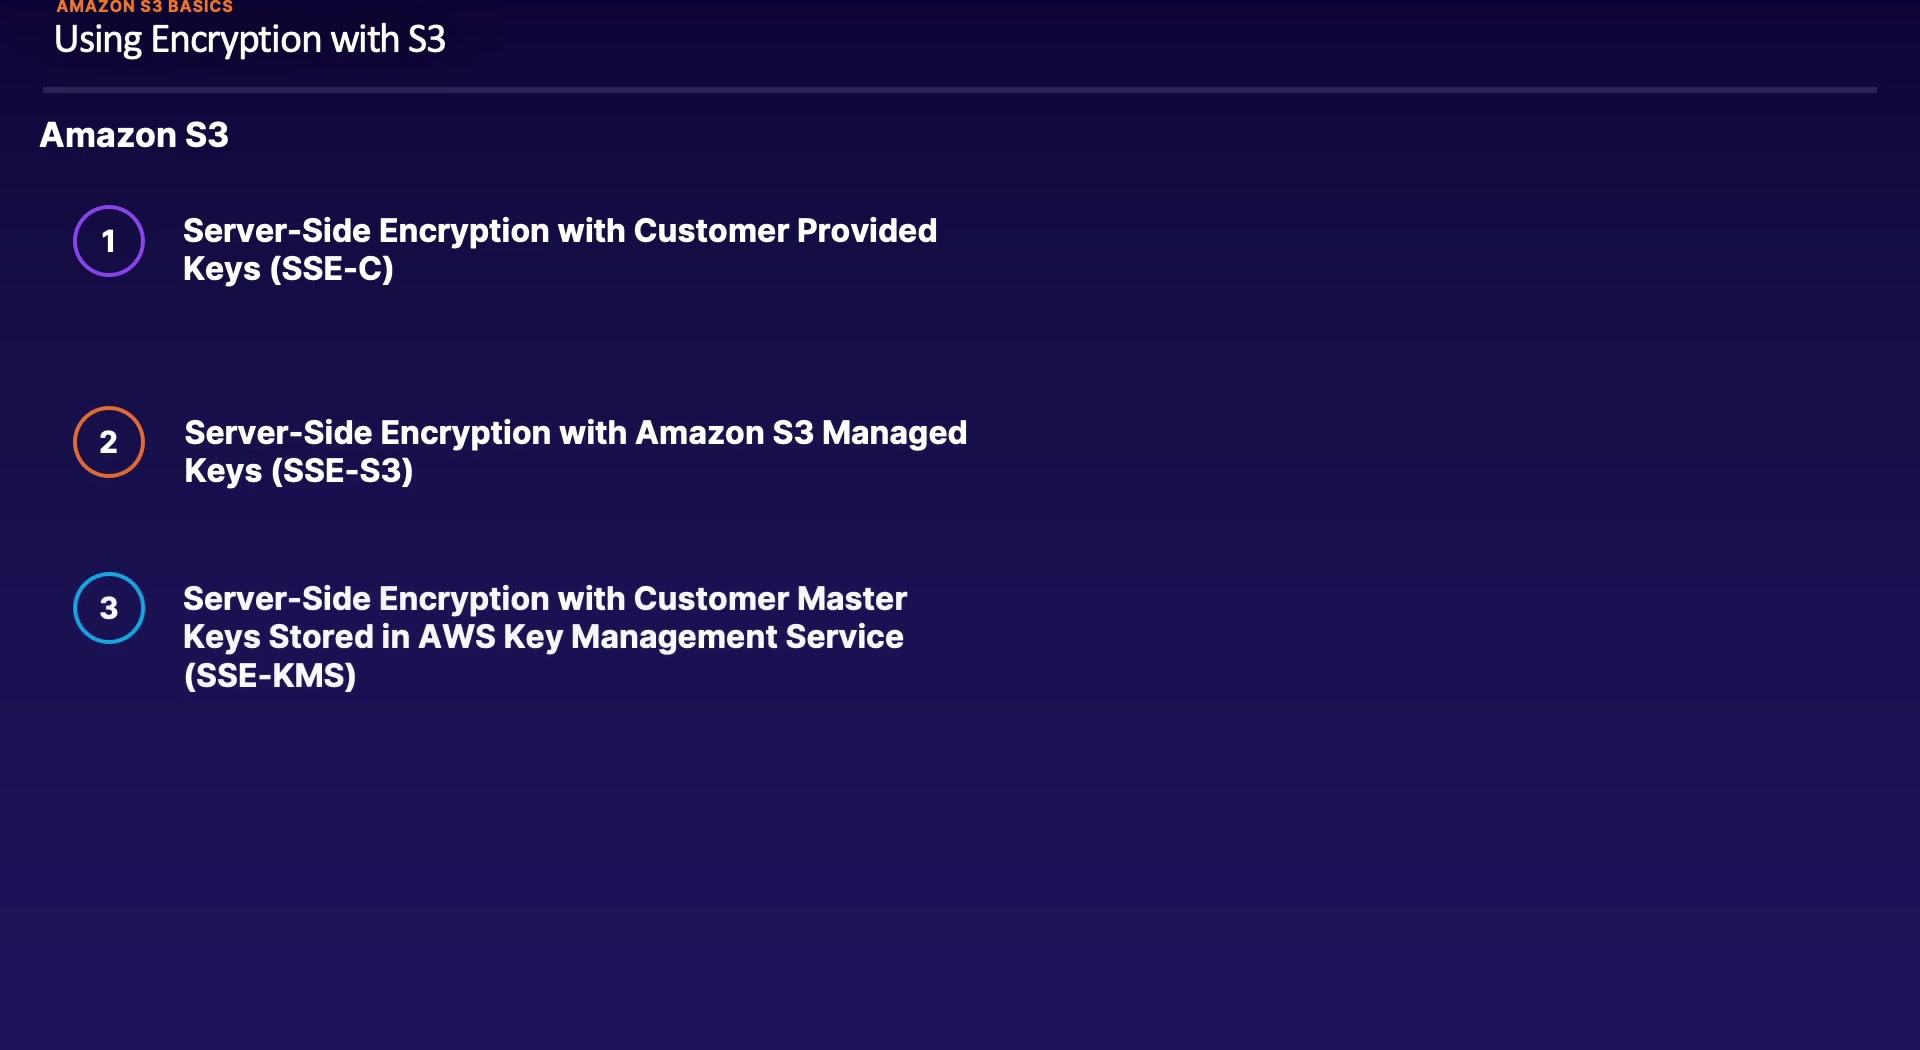 AMAZON S3 BASICS
Using Encryption with S3
Amazon S3
1
Server-Side Encryption with Customer Provided
Keys (SSE-C)
2
Server-Side Encryption with Amazon S3 Managed
Keys (SSE-S3)
3
Server-Side Encryption with Customer Master
Keys Stored in AWS Key Management Service
(SSE-KMS)